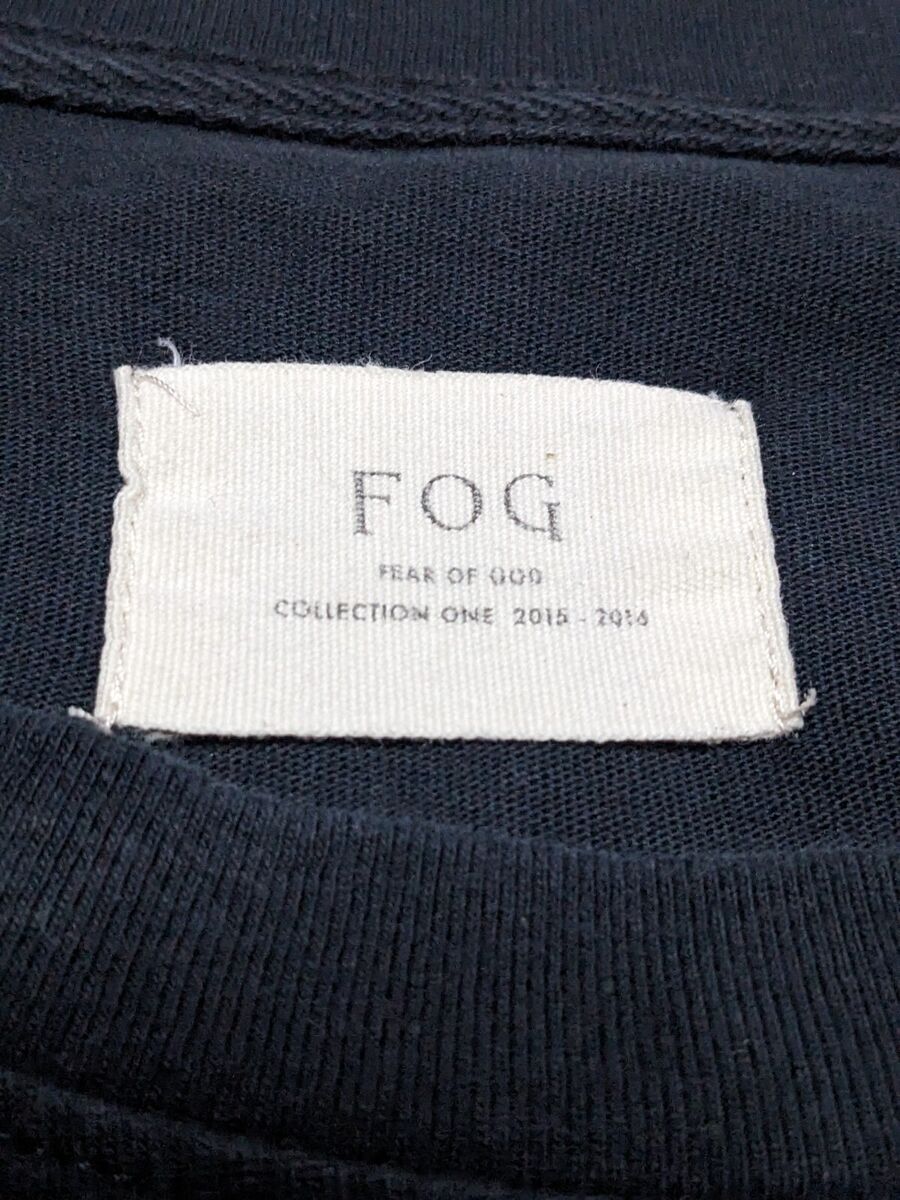 FOG
FEAR OF GOD
COLLECTION ONE 2015 - 2016